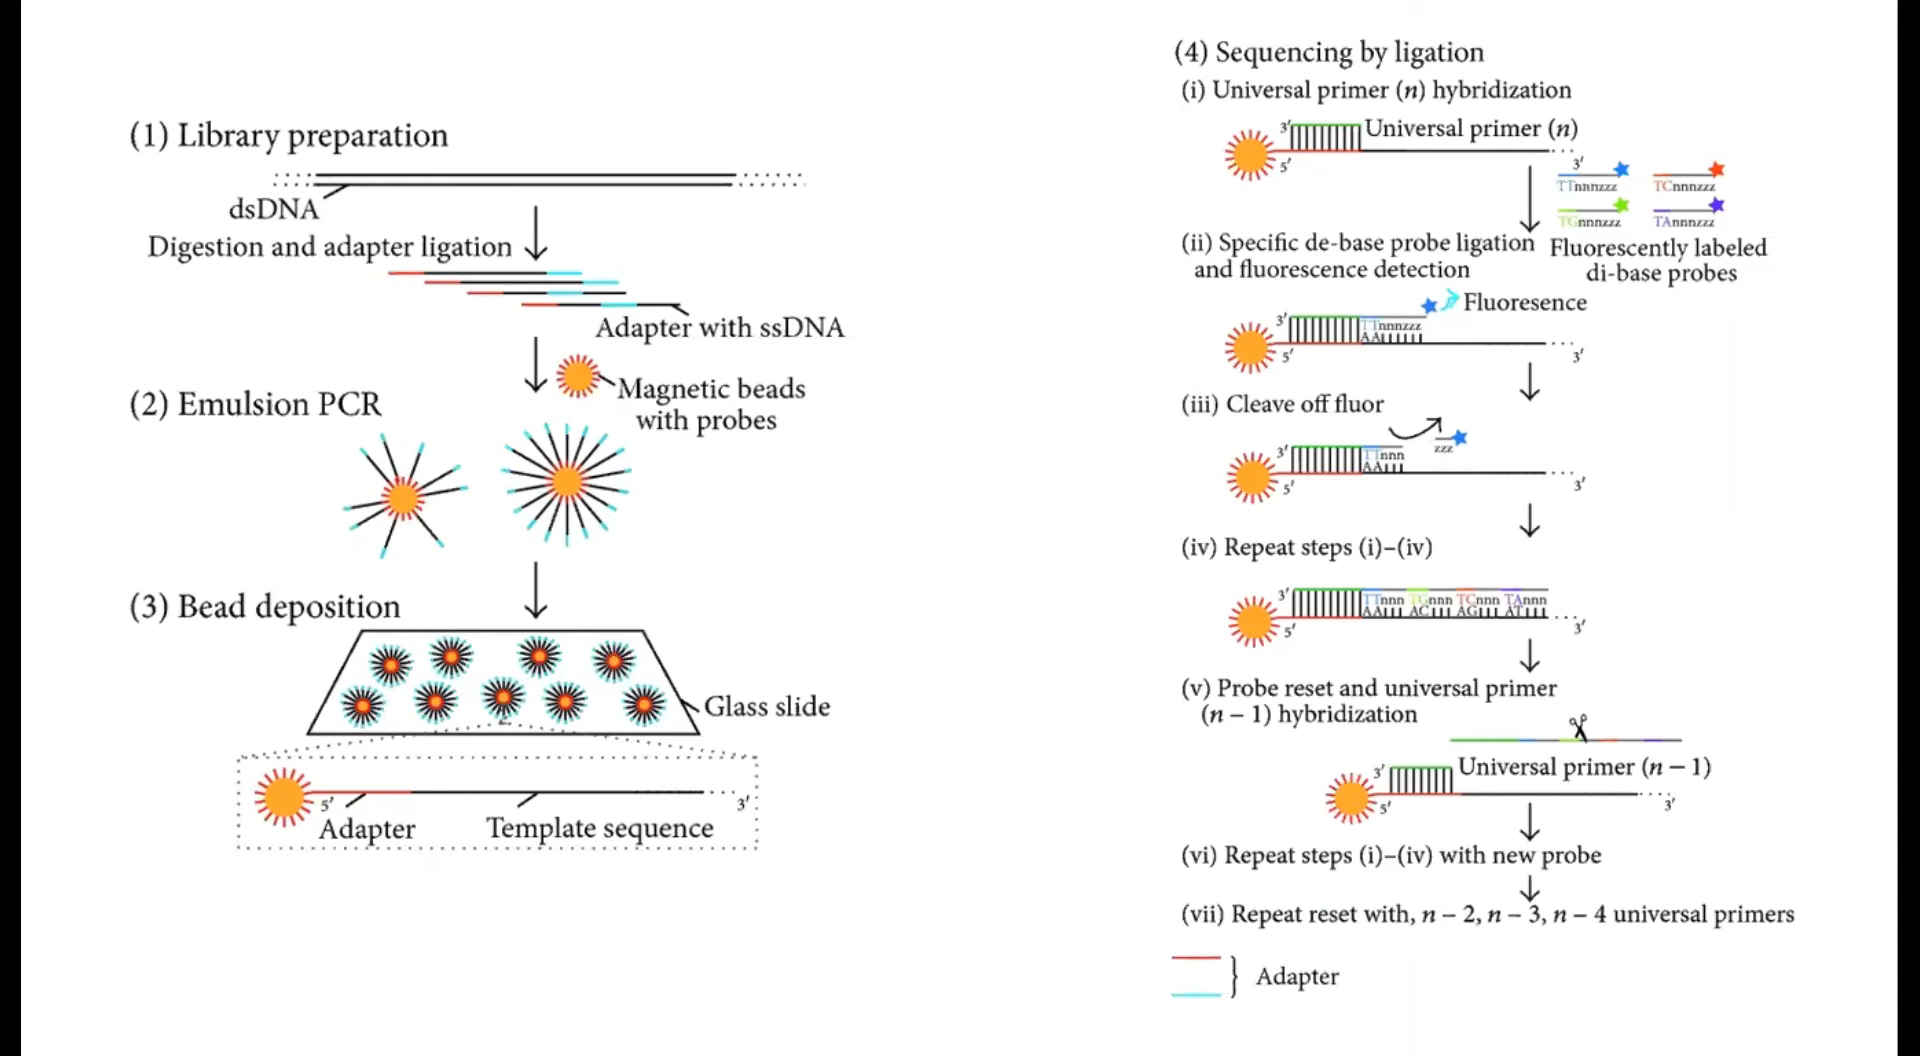 (1) Library preparation
dsDNA
Digestion and adapter ligation
Adapter with ssDNA
Magnetic beads
with probes
(2) Emulsion PCR
(3) Bead deposition
Glass slide
5′
3′
Adapter
Template sequence
(4) Sequencing by ligation
(i) Universal primer (n) hybridization
3′
Universal primer (n)
5′
3′
TTnnnzzz
TCnnnzzz
TGnnnzzz
TAnnnzzz
(ii) Specific de-base probe ligation
and fluorescence detection
Fluorescently labeled
di-base probes
Fluoresence
3′
TTnnnzzz
AA
5′
3′
(iii) Cleave off fluor
zzz
3′
TTnnn
AA
5′
3′
(iv) Repeat steps (i)–(iv)
3′
TTnnn TGnnn TCnnn TAnnn
AA AC AG AT
5′
3′
(v) Probe reset and universal primer
(n − 1) hybridization
3′
Universal primer (n − 1)
5′
3′
(vi) Repeat steps (i)–(iv) with new probe
(vii) Repeat reset with, n − 2, n − 3, n − 4 universal primers
Adapter